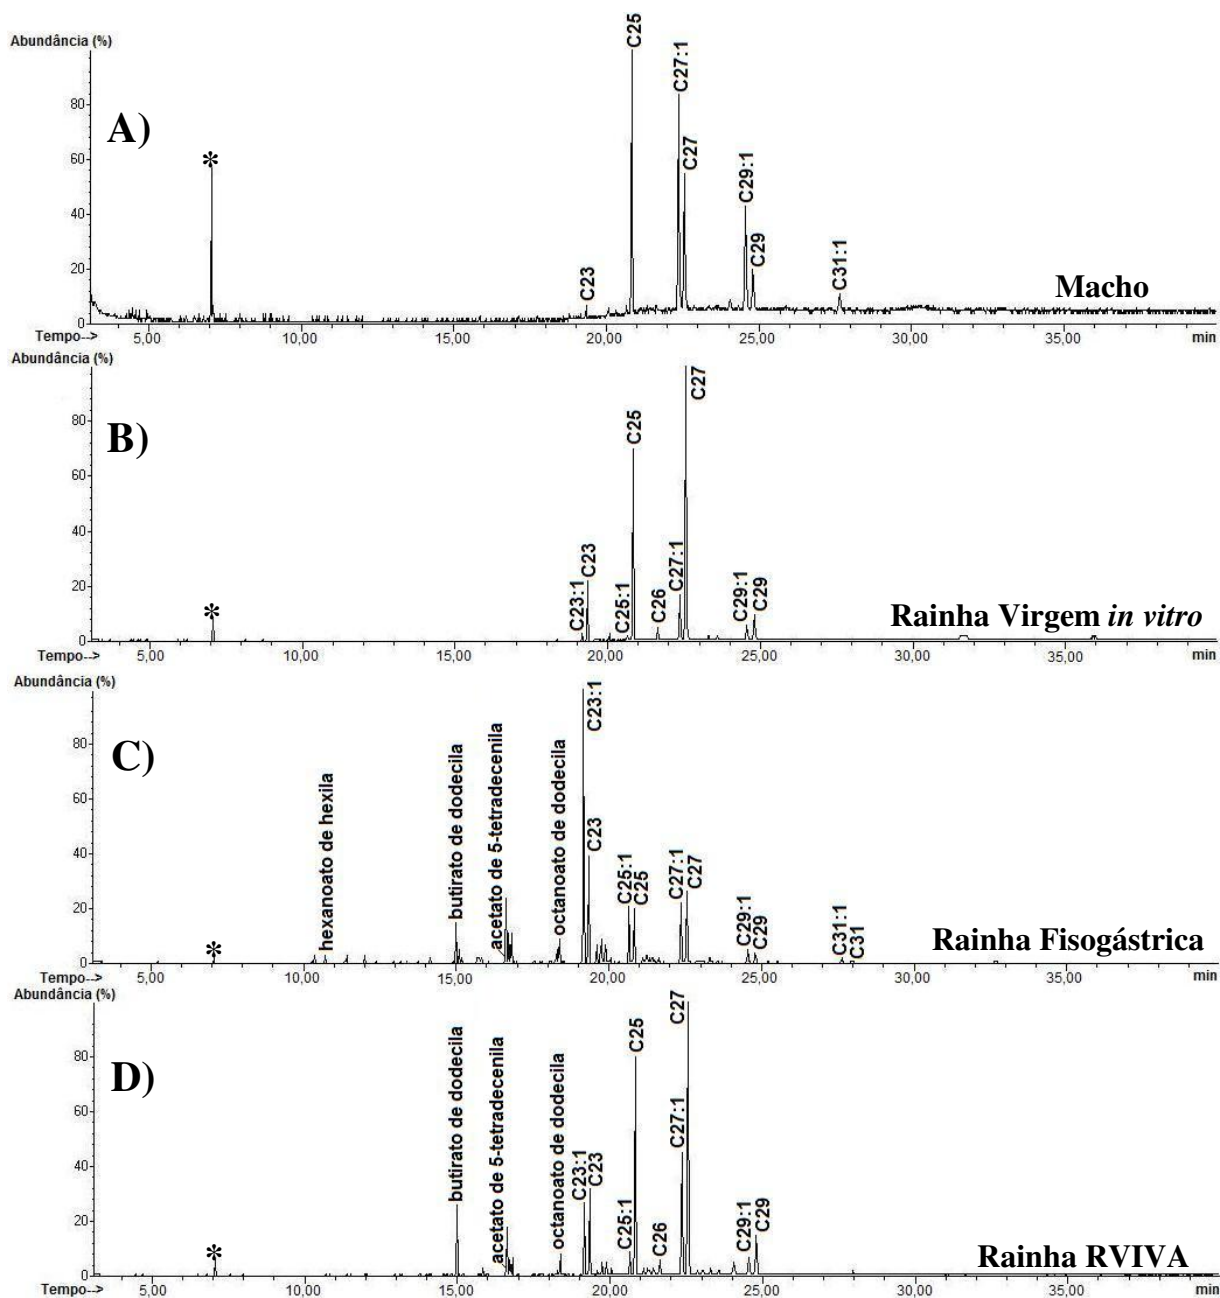 Abundância (%)
80
60
40
20
0
A)
*
C23
C25
C27:1
C27
C29:1
C29
C31:1
Macho
Tempo-->
5,00
10,00
15,00
20,00
25,00
30,00
35,00
min
Abundância (%)
80
60
40
20
0
B)
*
C23:1
C23
C25:1
C25
C26
C27:1
C27
C29:1
C29
Rainha Virgem in vitro
Tempo-->
5,00
10,00
15,00
20,00
25,00
30,00
35,00
min
Abundância (%)
80
60
40
20
0
C)
*
hexanoato de hexila
butirato de dodecila
acetato de 5-tetradecenila
octanoato de dodecila
C23:1
C23
C25:1
C25
C27:1
C27
C29:1
C29
C31:1
C31
Rainha Fisogástrica
Tempo-->
5,00
10,00
15,00
20,00
25,00
30,00
35,00
min
Abundância (%)
80
60
40
20
0
D)
*
butirato de dodecila
acetato de 5-tetradecenila
octanoato de dodecila
C23:1
C23
C25:1
C25
C26
C27:1
C27
C29:1
C29
Rainha RVIVA
Tempo-->
5,00
10,00
15,00
20,00
25,00
30,00
35,00
min